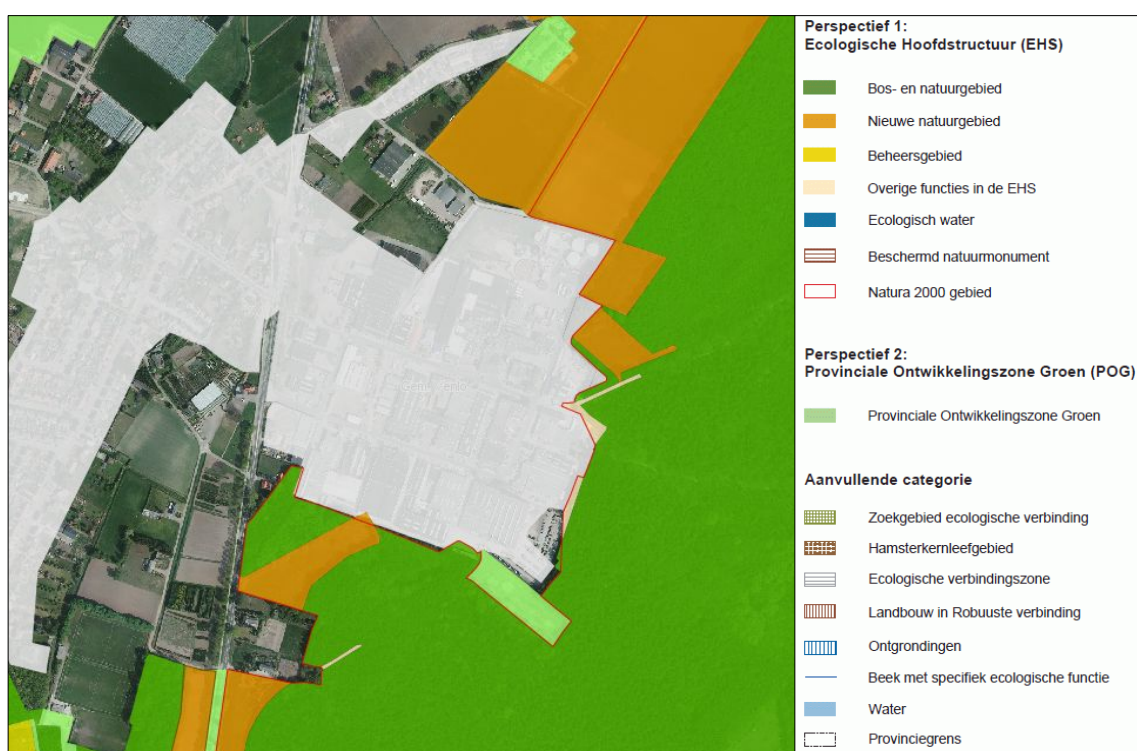 Perspectief 1:
Ecologische Hoofdstructuur (EHS)
Bos- en natuurgebied
Nieuwe natuurgebied
Beheersgebied
Overige functies in de EHS
Ecologisch water
Beschermd natuurmonument
Natura 2000 gebied
Perspectief 2:
Provinciale Ontwikkelingszone Groen (POG)
Provinciale Ontwikkelingszone Groen
Aanvullende categorie
Zoekgebied ecologische verbinding
Hamsterkernleefgebied
Ecologische verbindingszone
Landbouw in Robuuste verbinding
Ontgrondingen
Beek met specifiek ecologische functie
Water
Provinciegrens